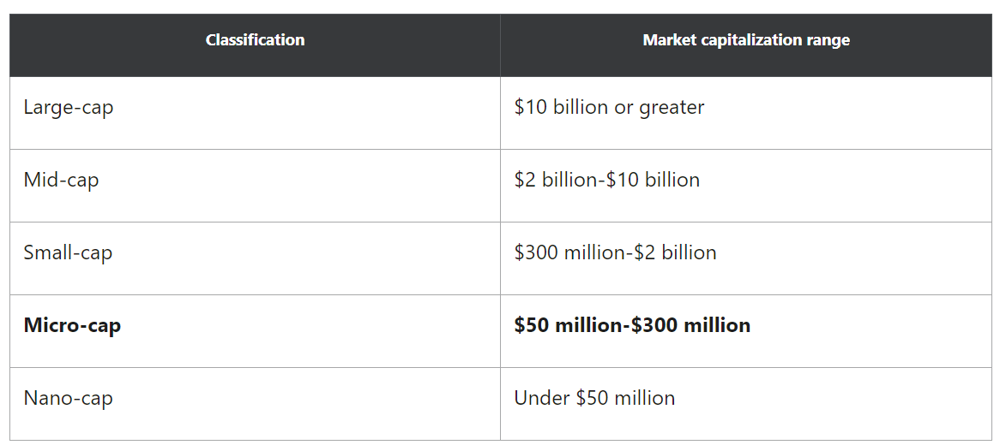 Classification Market capitalization range
Large-cap $10 billion or greater
Mid-cap $2 billion-$10 billion
Small-cap $300 million-$2 billion
Micro-cap $50 million-$300 million
Nano-cap Under $50 million